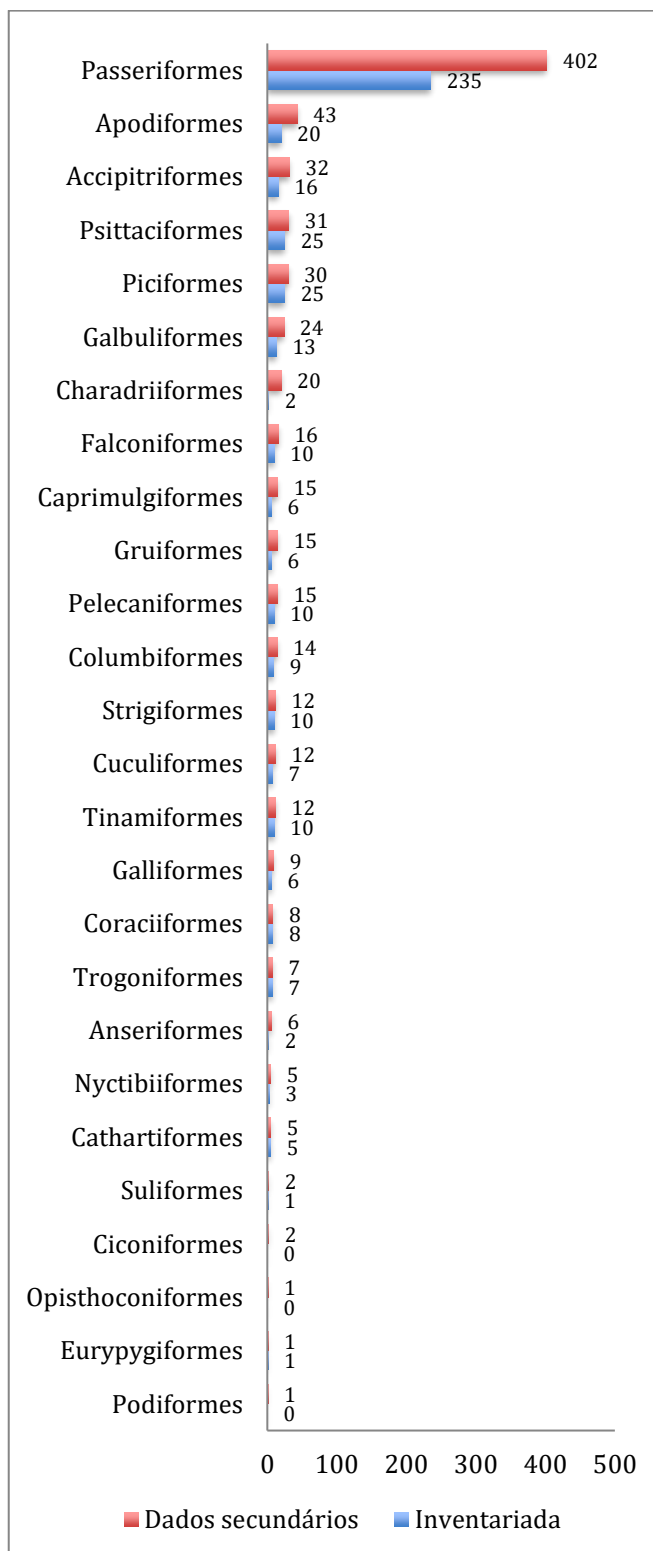 Passeriformes 402
235
Apodiformes 43
20
Accipitriformes 32
16
Psittaciformes 31
25
Piciformes 30
25
Galbuliformes 24
13
Charadriiformes 20
2
Falconiformes 16
10
Caprimulgiformes 15
6
Gruiformes 15
6
Pelecaniformes 15
10
Columbiformes 14
9
Strigiformes 12
10
Cuculiformes 12
7
Tinamiformes 12
10
Galliformes 9
6
Coraciiformes 8
8
Trogoniformes 7
7
Anseriformes 6
2
Nyctibiiformes 5
3
Cathartiformes 5
5
Suliformes 2
1
Ciconiformes 2
0
Opisthoconiformes 1
0
Eurypygiformes 1
1
Podiformes 1
0
0 100 200 300 400 500
Dados secundários Inventariada